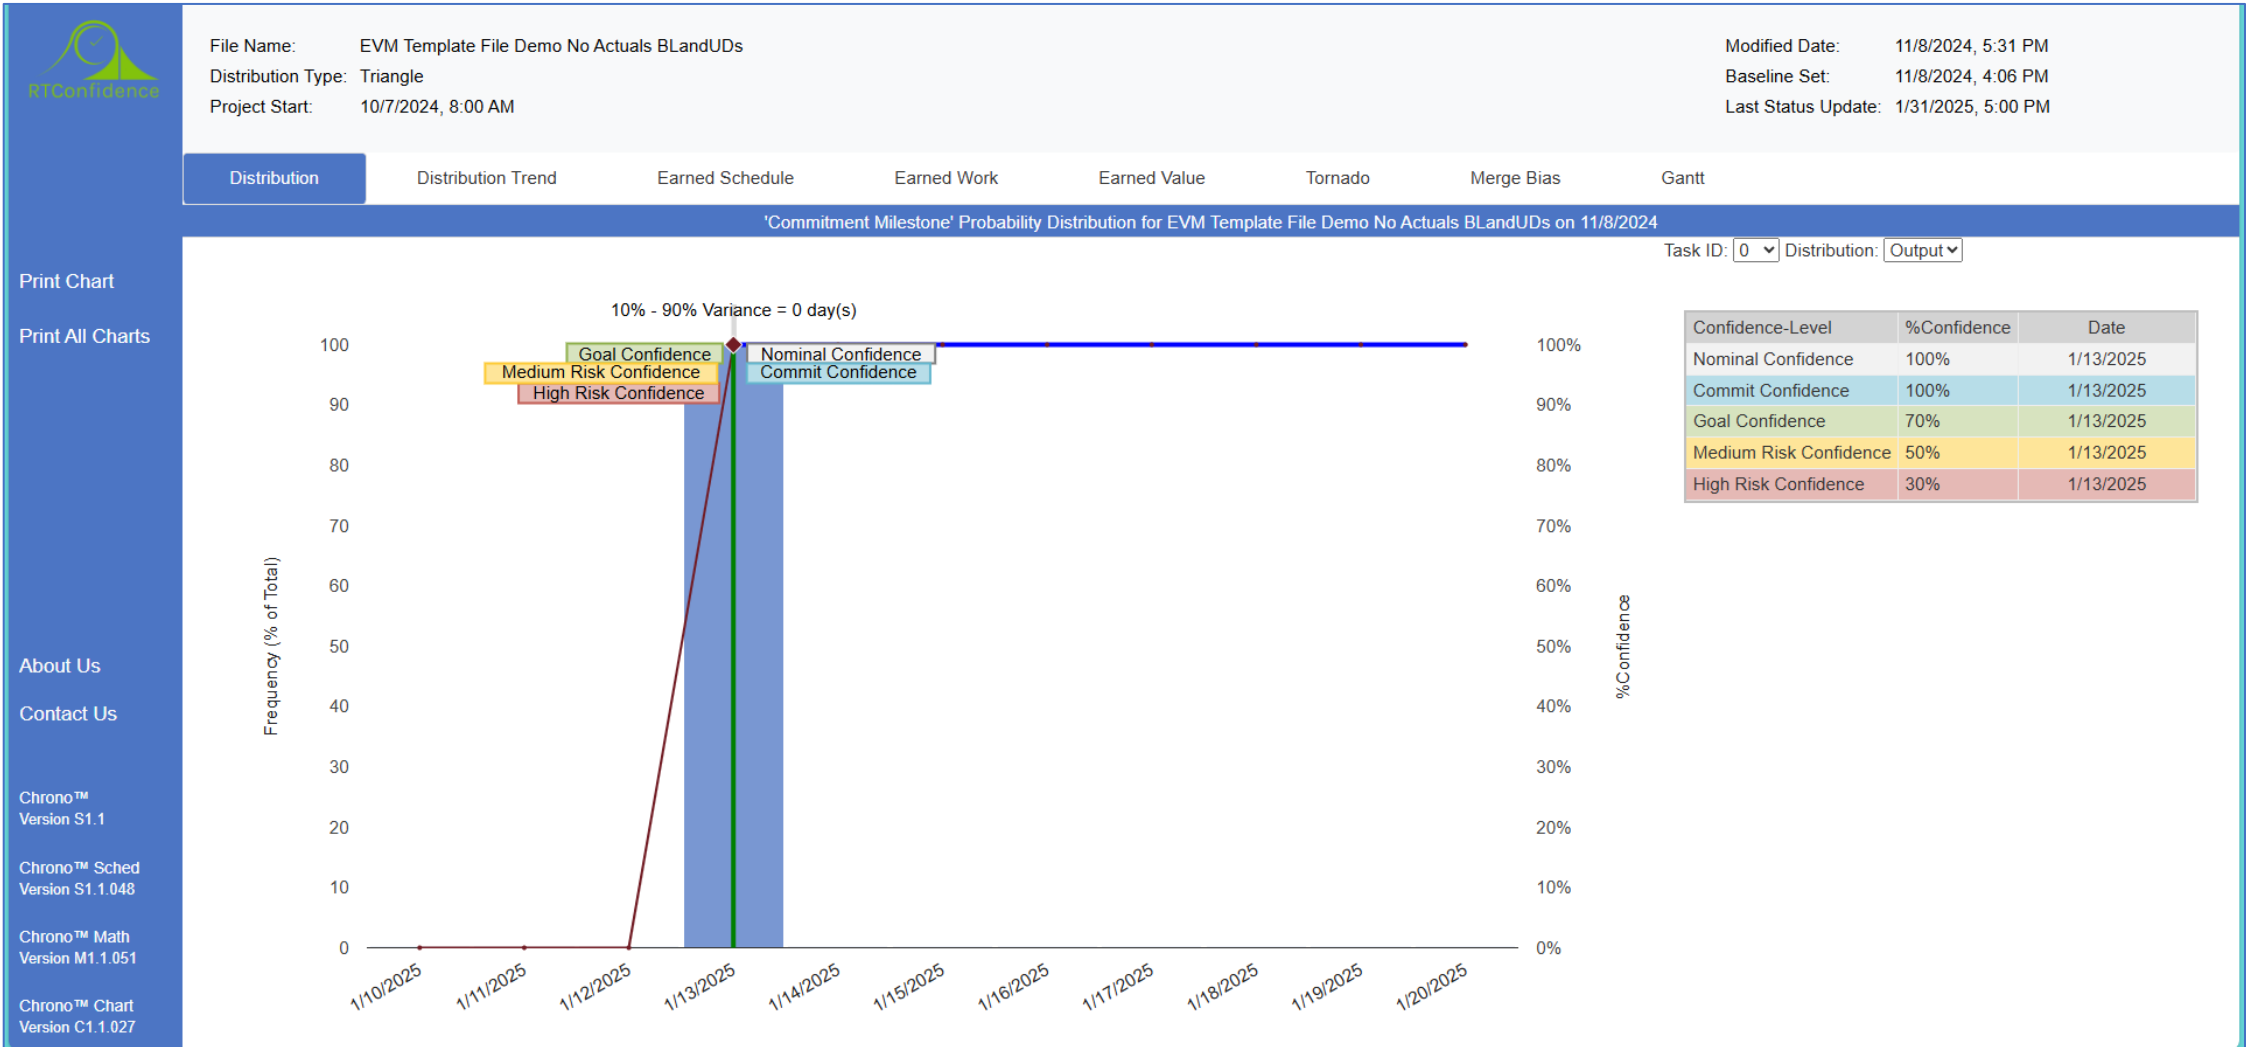 RTConfidence
File Name: EVM Template File Demo No Actuals BLandUDs
Distribution Type: Triangle
Project Start: 10/7/2024, 8:00 AM
Modified Date: 11/8/2024, 5:31 PM
Baseline Set: 11/8/2024, 4:06 PM
Last Status Update: 1/31/2025, 5:00 PM
Distribution Distribution Trend Earned Schedule Earned Work Earned Value Tornado Merge Bias Gantt
'Commitment Milestone' Probability Distribution for EVM Template File Demo No Actuals BLandUDs on 11/8/2024
Task ID: 0 Distribution: Output
Print Chart
Print All Charts
About Us
Contact Us
Chrono™
Version S1.1
Chrono™ Sched
Version S1.1.048
Chrono™ Math
Version M1.1.051
Chrono™ Chart
Version C1.1.027
10% - 90% Variance = 0 day(s)
Goal Confidence
Medium Risk Confidence
High Risk Confidence
Nominal Confidence
Commit Confidence
Frequency (% of Total)
100
90
80
70
60
50
40
30
20
10
0
100%
90%
80%
70%
60%
50%
40%
30%
20%
10%
0%
%Confidence
1/10/2025 1/11/2025 1/12/2025 1/13/2025 1/14/2025 1/15/2025 1/16/2025 1/17/2025 1/18/2025 1/19/2025 1/20/2025
Confidence-Level %Confidence Date
Nominal Confidence 100% 1/13/2025
Commit Confidence 100% 1/13/2025
Goal Confidence 70% 1/13/2025
Medium Risk Confidence 50% 1/13/2025
High Risk Confidence 30% 1/13/2025